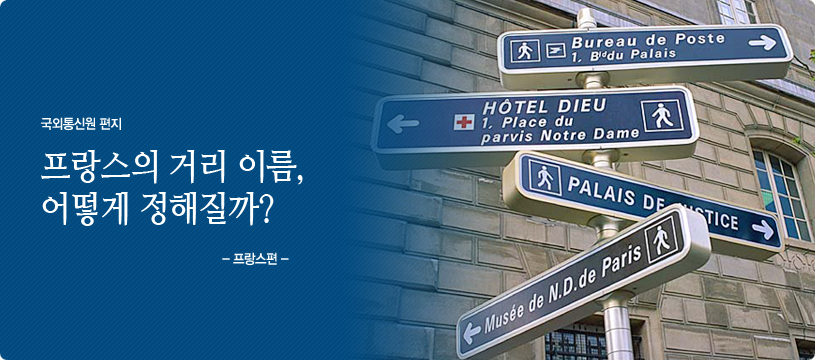 국외통신원 편지
프랑스의 거리 이름,
어떻게 정해질까?
– 프랑스편 –
Bureau de Poste
1, Bld du Palais
HÔTEL DIEU
1, Place du
parvis Notre Dame
PALAIS DE JUSTICE
Musée de N.D. de Paris